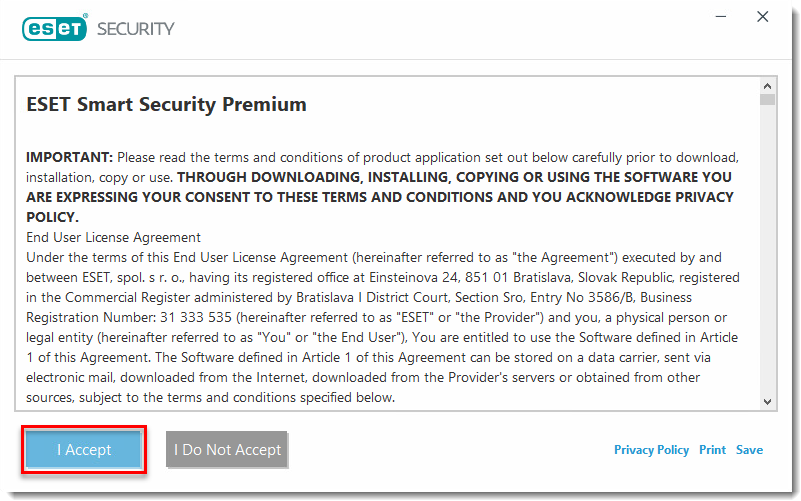 eset® SECURITY
ESET Smart Security Premium
IMPORTANT: Please read the terms and conditions of product application set out below carefully prior to download,
installation, copy or use. THROUGH DOWNLOADING, INSTALLING, COPYING OR USING THE SOFTWARE YOU
ARE EXPRESSING YOUR CONSENT TO THESE TERMS AND CONDITIONS AND YOU ACKNOWLEDGE PRIVACY
POLICY.
End User License Agreement
Under the terms of this End User License Agreement (hereinafter referred to as "the Agreement") executed by and
between ESET, spol. s r. o., having its registered office at Einsteinova 24, 851 01 Bratislava, Slovak Republic, registered
in the Commercial Register administered by Bratislava I District Court, Section Sro, Entry No 3586/B, Business
Registration Number: 31 333 535 (hereinafter referred to as "ESET" or "the Provider") and you, a physical person or
legal entity (hereinafter referred to as "You" or "the End User"), You are entitled to use the Software defined in Article
1 of this Agreement. The Software defined in Article 1 of this Agreement can be stored on a data carrier, sent via
electronic mail, downloaded from the Internet, downloaded from the Provider's servers or obtained from other
sources, subject to the terms and conditions specified below.
I Accept I Do Not Accept Privacy Policy Print Save